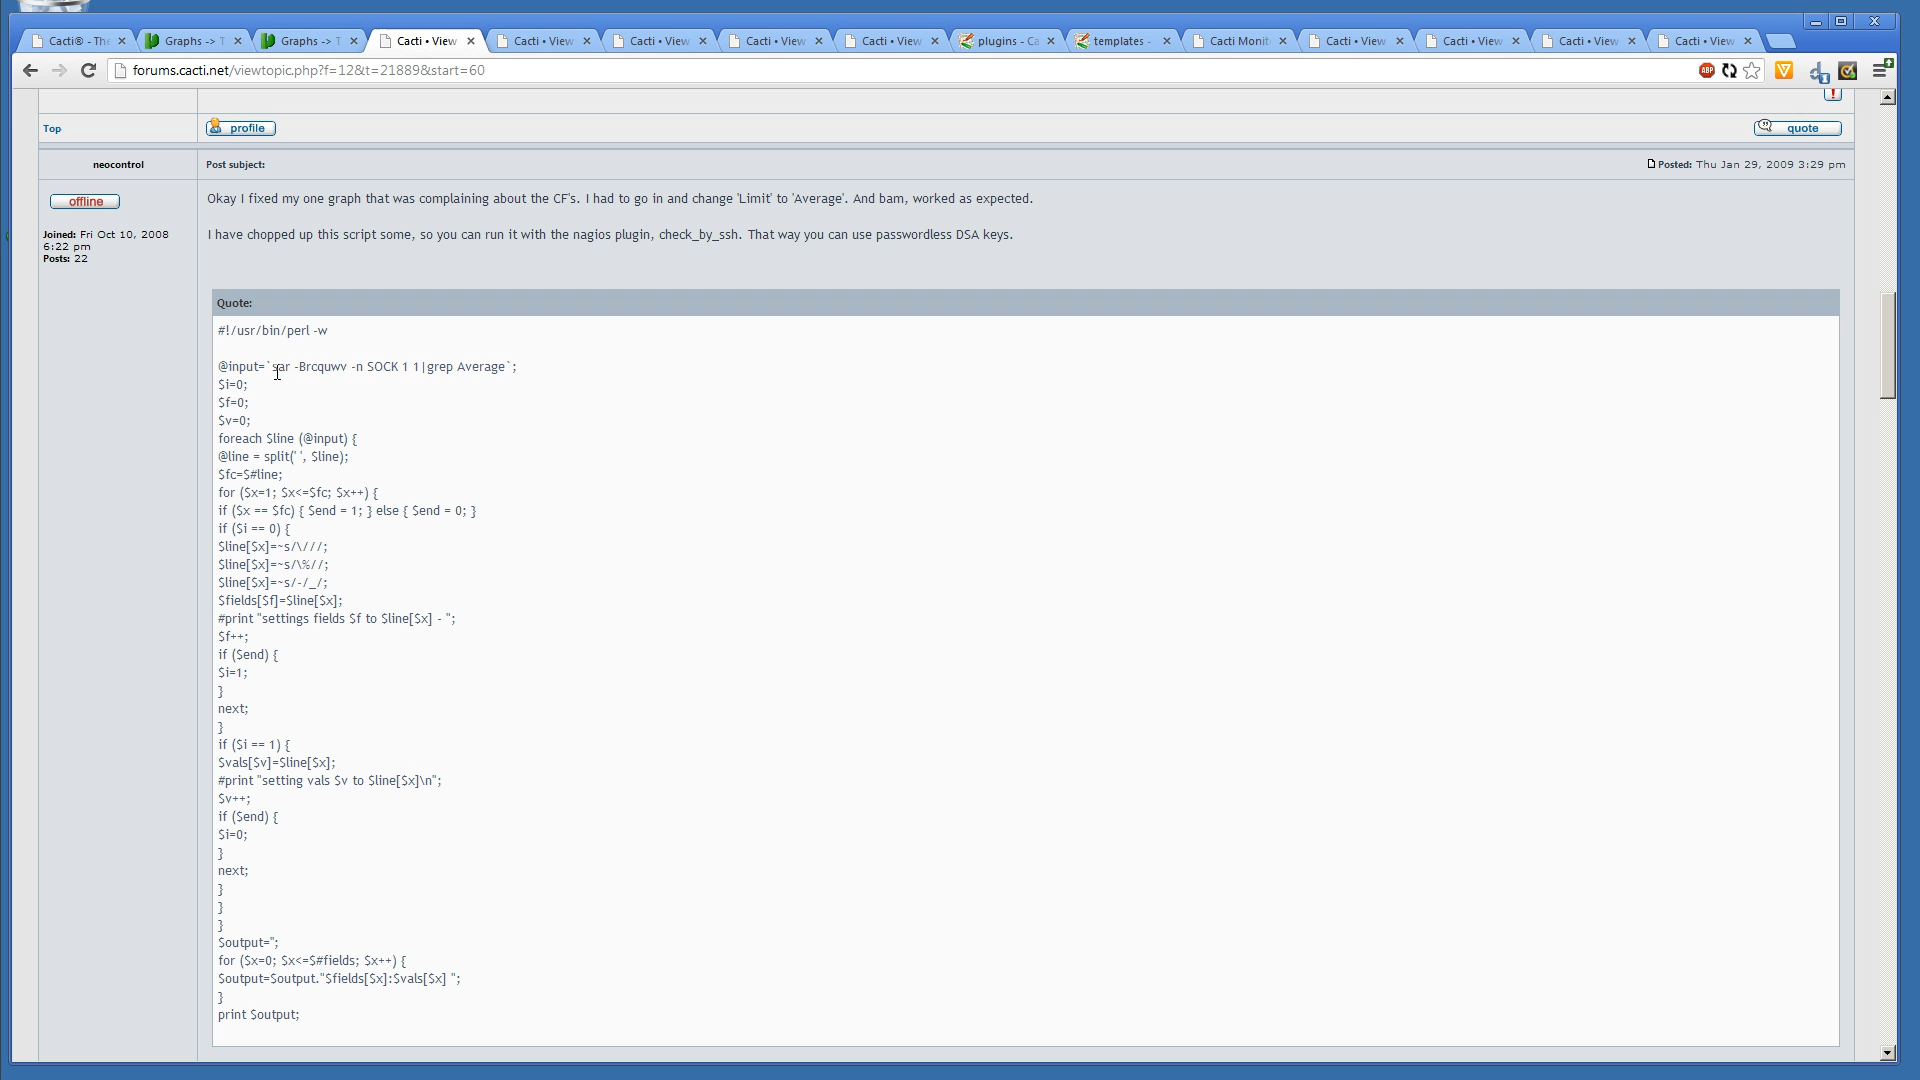 Cacti® - The
Graphs -> T
Graphs -> T
Cacti • View
Cacti • View
Cacti • View
Cacti • View
Cacti • View
plugins - Ca
templates -
Cacti Monit
Cacti • View
Cacti • View
Cacti • View
Cacti • View
forums.cacti.net/viewtopic.php?f=12&t=21889&start=60
ABP
Top
profile
quote
neocontrol
Post subject:
Posted: Thu Jan 29, 2009 3:29 pm
offline
Joined: Fri Oct 10, 2008
6:22 pm
Posts: 22
Okay I fixed my one graph that was complaining about the CF's. I had to go in and change 'Limit' to 'Average'. And bam, worked as expected.
I have chopped up this script some, so you can run it with the nagios plugin, check_by_ssh. That way you can use passwordless DSA keys.
Quote:
#!/usr/bin/perl -w
@input=`sar -Brcquwv -n SOCK 1 1|grep Average`;
$i=0;
$f=0;
$v=0;
foreach $line (@input) {
@line = split(' ', $line);
$fc=$#line;
for ($x=1; $x<=$fc; $x++) {
if ($x == $fc) { $end = 1; } else { $end = 0; }
if ($i == 0) {
$line[$x]=~s/\///;
$line[$x]=~s/\%//;
$line[$x]=~s/-/_/;
$fields[$f]=$line[$x];
#print "settings fields $f to $line[$x] - ";
$f++;
if ($end) {
$i=1;
}
next;
}
if ($i == 1) {
$vals[$v]=$line[$x];
#print "setting vals $v to $line[$x]\n";
$v++;
if ($end) {
$i=0;
}
next;
}
}
}
$output='';
for ($x=0; $x<=$#fields; $x++) {
$output=$output."$fields[$x]:$vals[$x] ";
}
print $output;